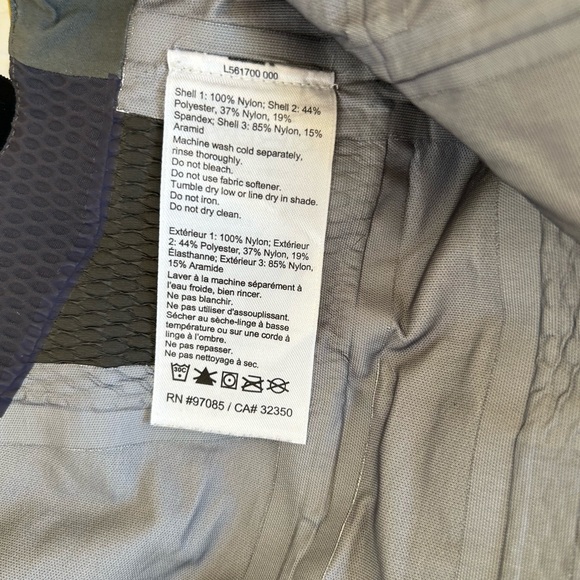 L561700 000
Shell 1: 100% Nylon; Shell 2: 44%
Polyester, 37% Nylon, 19%
Spandex; Shell 3: 85% Nylon, 15%
Aramid
Machine wash cold separately,
rinse thoroughly.
Do not bleach.
Do not use fabric softener.
Tumble dry low or line dry in shade.
Do not iron.
Do not dry clean.
Extérieur 1: 100% Nylon; Extérieur
2: 44% Polyester, 37% Nylon, 19%
Élasthanne; Extérieur 3: 85% Nylon,
15% Aramide
Laver à la machine séparément à
l'eau froide, bien rincer.
Ne pas blanchir.
Ne pas utiliser d'assouplissant.
Sécher au sèche-linge à basse
température ou sur une corde à
linge à l'ombre.
Ne pas repasser.
Ne pas nettoyage à sec.
30C
RN #97085 / CA# 32350